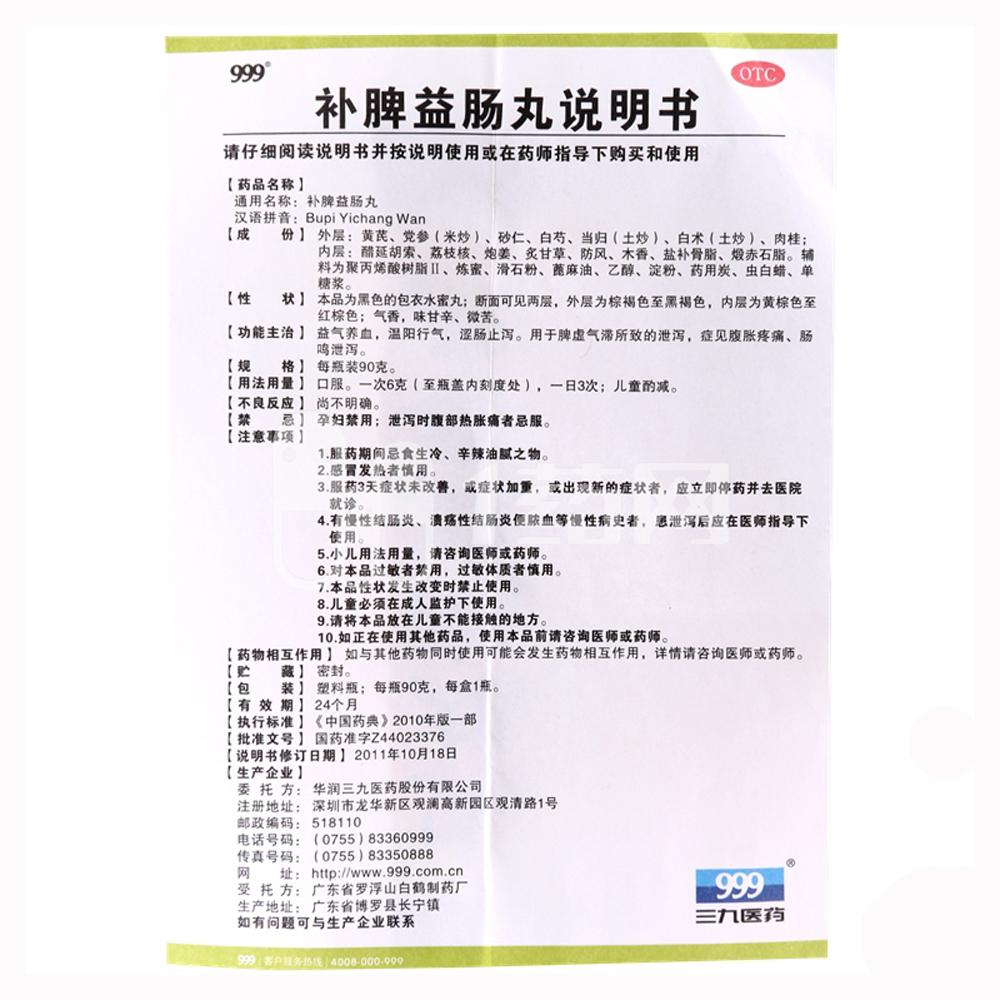 999®
OTC
补脾益肠丸说明书
请仔细阅读说明书并按说明使用或在药师指导下购买和使用
【药品名称】
通用名称：补脾益肠丸
汉语拼音：Bupi Yichang Wan
【成 份】外层：黄芪、党参（米炒）、砂仁、白芍、当归（土炒）、白术（土炒）、肉桂；
内层：醋延胡索、荔枝核、炮姜、炙甘草、防风、木香、盐补骨脂、煅赤石脂。辅
料为聚丙烯酸树脂Ⅱ、炼蜜、滑石粉、蓖麻油、乙醇、淀粉、药用炭、虫白蜡、单
糖浆。
【性 状】本品为黑色的包衣水蜜丸；断面可见两层，外层为棕褐色至黑褐色，内层为黄棕色至
红棕色；气香，味甘辛、微苦。
【功能主治】益气养血，温阳行气，涩肠止泻。用于脾虚气滞所致的泄泻，症见腹胀疼痛、肠
鸣泄泻。
【规 格】每瓶装90克。
【用法用量】口服。一次6克（至瓶盖内刻度处），一日3次；儿童酌减。
【不良反应】尚不明确。
【禁 忌】孕妇禁用；泄泻时腹部热胀痛者忌服。
【注意事项】
1.服药期间忌食生冷、辛辣油腻之物。
2.感冒发热者慎用。
3.服药3天症状未改善，或症状加重，或出现新的症状者，应立即停药并去医院
就诊。
4.有慢性结肠炎、溃疡性结肠炎便脓血等慢性病史者，患泄泻后应在医师指导下
使用。
5.小儿用法用量，请咨询医师或药师。
6.对本品过敏者禁用，过敏体质者慎用。
7.本品性状发生改变时禁止使用。
8.儿童必须在成人监护下使用。
9.请将本品放在儿童不能接触的地方。
10.如正在使用其他药品，使用本品前请咨询医师或药师。
【药物相互作用】如与其他药物同时使用可能会发生药物相互作用，详情请咨询医师或药师。
【贮 藏】密封。
【包 装】塑料瓶；每瓶90克，每盒1瓶。
【有 效 期】24个月
【执行标准】《中国药典》2010年版一部
【批准文号】国药准字Z44023376
【说明书修订日期】2011年10月18日
【生产企业】
委 托 方：华润三九医药股份有限公司
注册地址：深圳市龙华新区观澜高新园区观清路1号
邮政编码：518110
电话号码：（0755）83360999
传真号码：（0755）83350888
网 址：http://www.999.com.cn
受 托 方：广东省罗浮山白鹤制药厂
生产地址：广东省博罗县长宁镇
如有问题可与生产企业联系
999®
三九医药
999 客户服务热线 4008-000-999